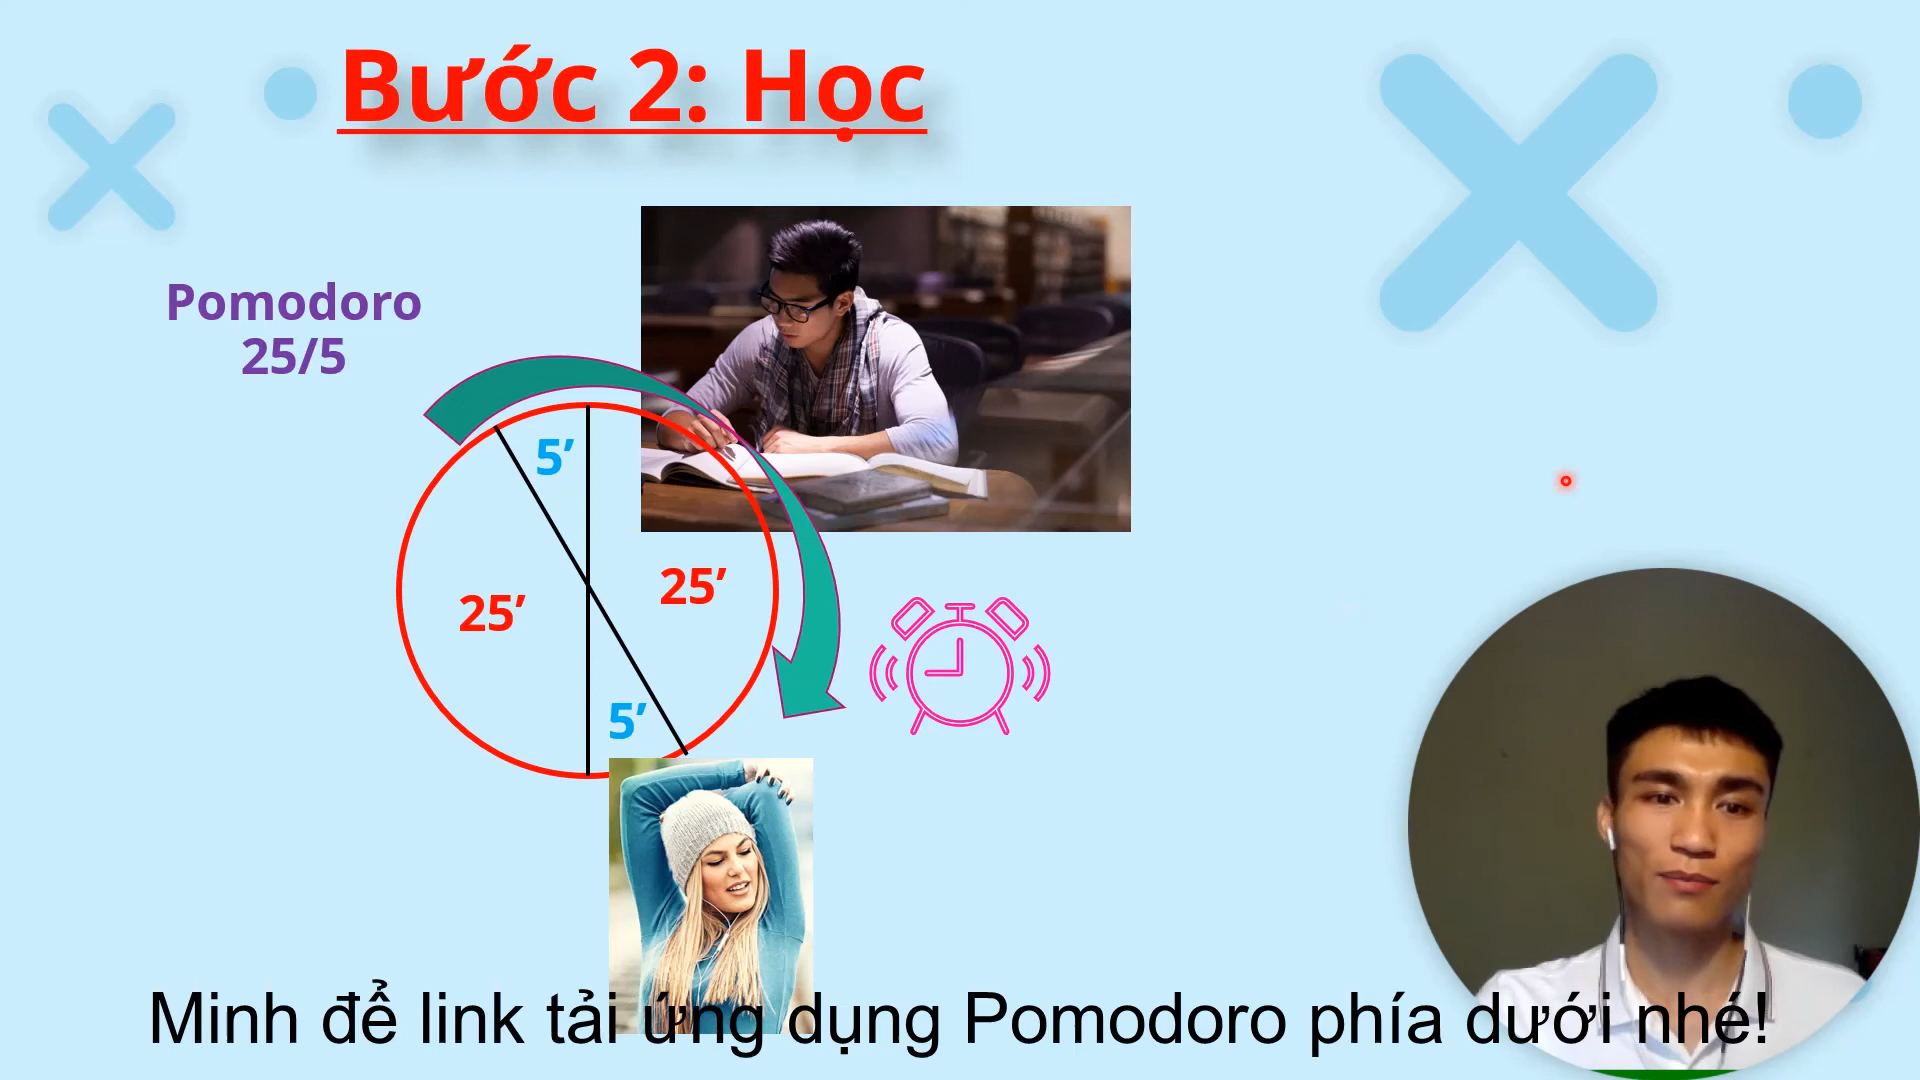 Bước 2: Học
Pomodoro
25/5
5’
25’
25’
5’
Minh để link tải ứng dụng Pomodoro phía dưới nhé!